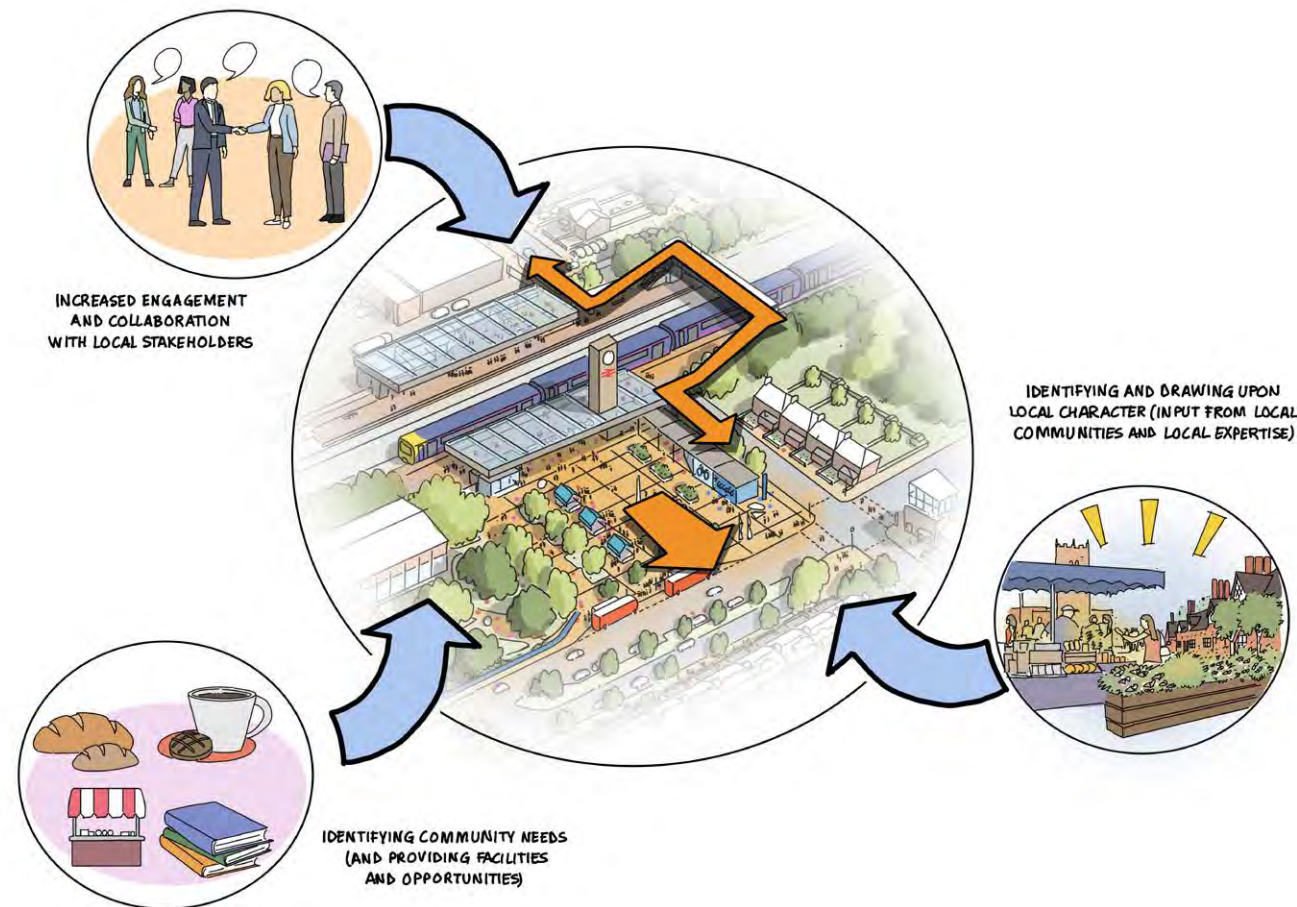 INCREASED ENGAGEMENT
AND COLLABORATION
WITH LOCAL STAKEHOLDERS
IDENTIFYING AND DRAWING UPON
LOCAL CHARACTER (INPUT FROM LOCAL
COMMUNITIES AND LOCAL EXPERTISE)
IDENTIFYING COMMUNITY NEEDS
(AND PROVIDING FACILITIES
AND OPPORTUNITIES)